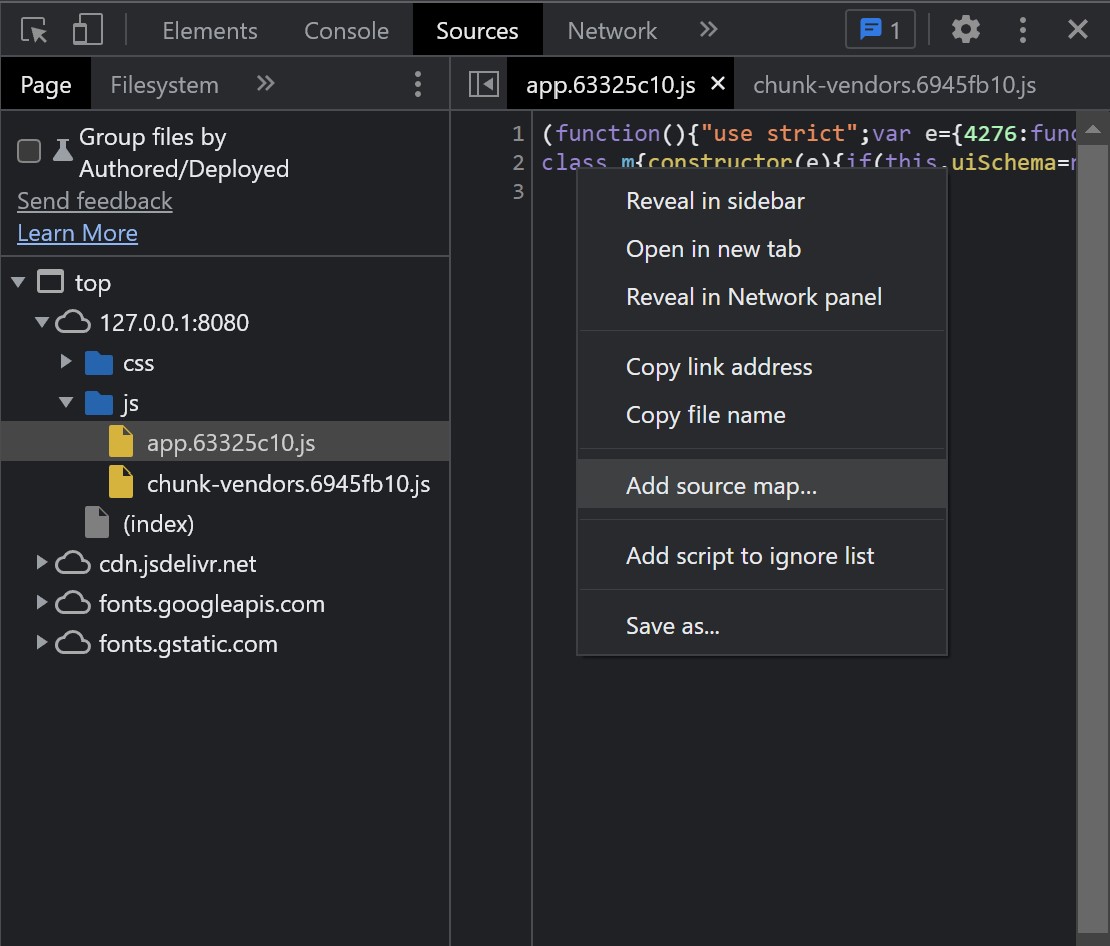 Elements Console Sources Network 1
Page Filesystem
app.63325c10.js chunk-vendors.6945fb10.js
Group files by
Authored/Deployed
Send feedback
Learn More
top
127.0.0.1:8080
css
js
app.63325c10.js
chunk-vendors.6945fb10.js
(index)
cdn.jsdelivr.net
fonts.googleapis.com
fonts.gstatic.com
1 (function(){"use strict";var e={4276:func
2 class m{constructor(e){if(this.uiSchema=
3
Reveal in sidebar
Open in new tab
Reveal in Network panel
Copy link address
Copy file name
Add source map...
Add script to ignore list
Save as...